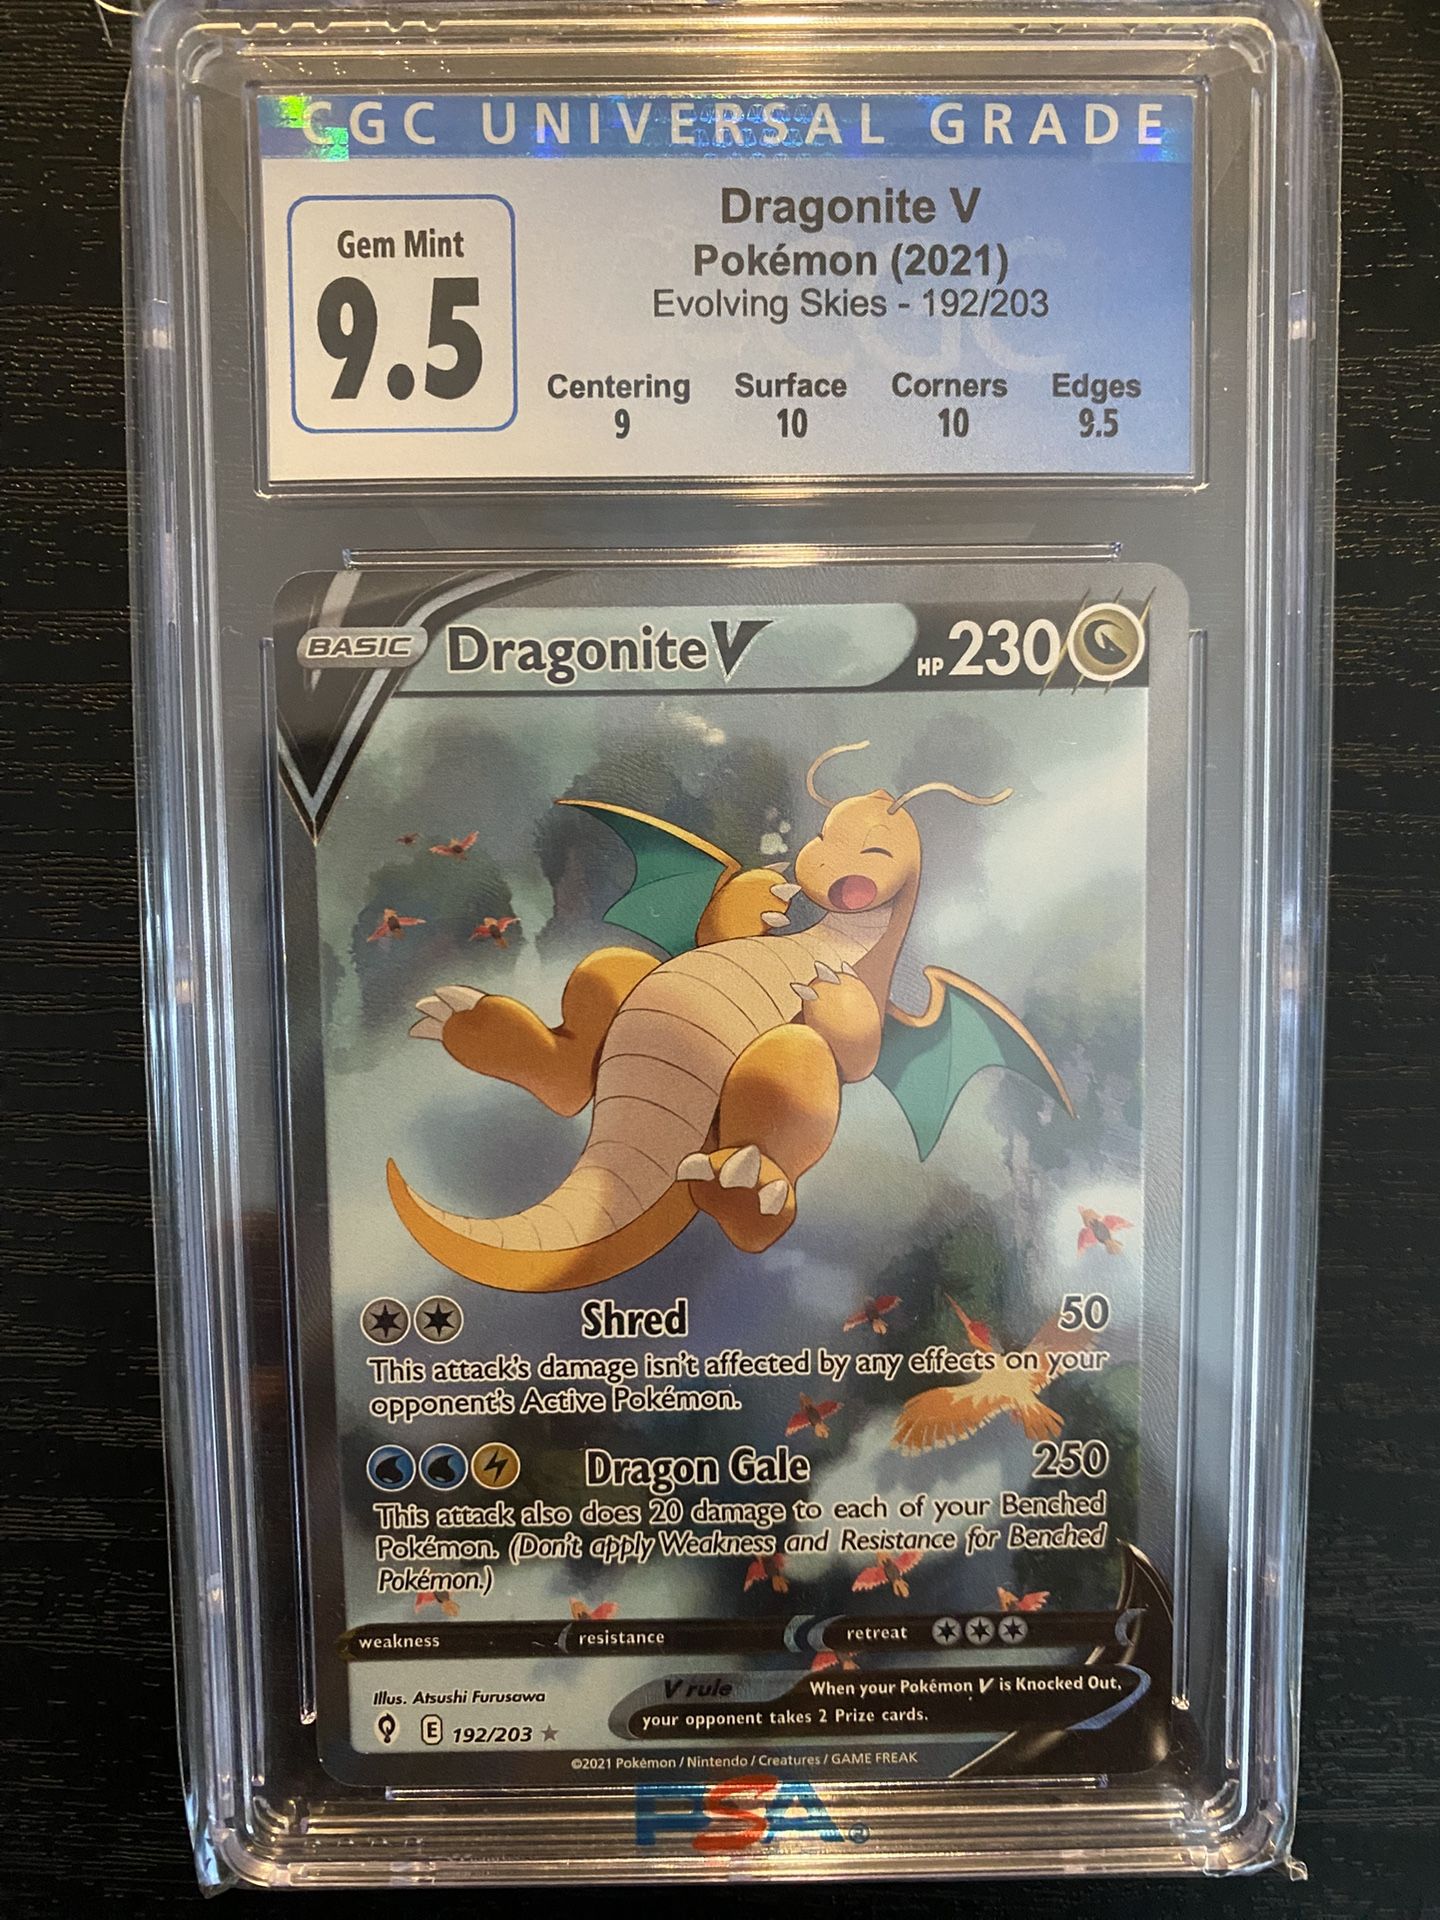 CGC UNIVERSAL GRADE
Gem Mint
9.5
Dragonite V
Pokémon (2021)
Evolving Skies - 192/203
Centering Surface Corners Edges
9 10 10 9.5
BASIC Dragonite V HP 230
Shred 50
This attack's damage isn't affected by any effects on your
opponent's Active Pokémon.
Dragon Gale 250
This attack also does 20 damage to each of your Benched
Pokémon. (Don't apply Weakness and Resistance for Benched
Pokémon.)
weakness resistance retreat
Illus. Atsushi Furusawa
E 192/203 ★
V rule When your Pokémon V is Knocked Out,
your opponent takes 2 Prize cards.
©2021 Pokémon / Nintendo / Creatures / GAME FREAK
PSA®